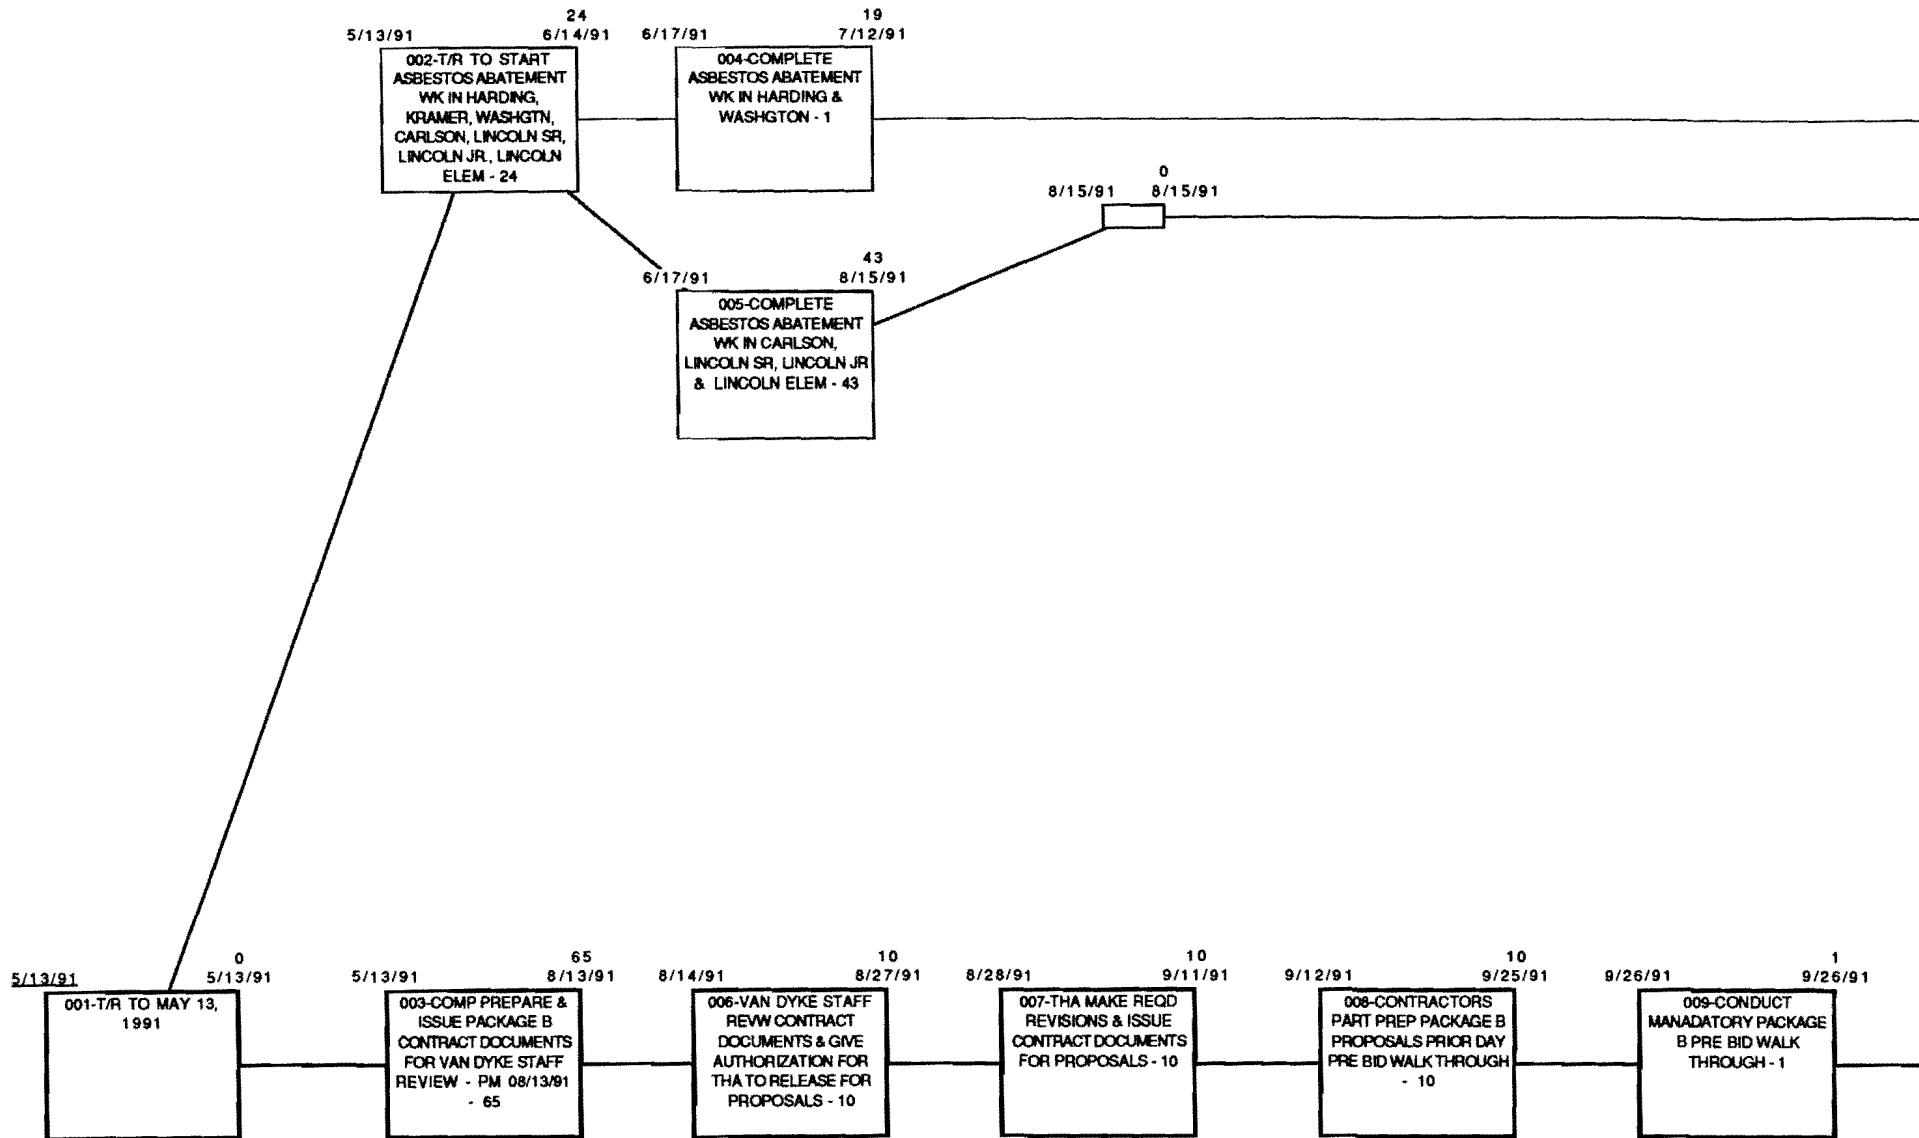 24
5/13/91 6/14/91
002-T/R TO START
ASBESTOS ABATEMENT
WK IN HARDING,
KRAMER, WASHGTN,
CARLSON, LINCOLN SR,
LINCOLN JR., LINCOLN
ELEM - 24
19
6/17/91 7/12/91
004-COMPLETE
ASBESTOS ABATEMENT
WK IN HARDING &
WASHGTON - 1
0
8/15/91 8/15/91
43
6/17/91 8/15/91
005-COMPLETE
ASBESTOS ABATEMENT
WK IN CARLSON,
LINCOLN SR, LINCOLN JR
& LINCOLN ELEM - 43
0
5/13/91 5/13/91
001-T/R TO MAY 13,
1991
65
5/13/91 8/13/91
003-COMP PREPARE &
ISSUE PACKAGE B
CONTRACT DOCUMENTS
FOR VAN DYKE STAFF
REVIEW - PM 08/13/91
- 65
10
8/14/91 8/27/91
006-VAN DYKE STAFF
REVW CONTRACT
DOCUMENTS & GIVE
AUTHORIZATION FOR
THA TO RELEASE FOR
PROPOSALS - 10
10
8/28/91 9/11/91
007-THA MAKE REQD
REVISIONS & ISSUE
CONTRACT DOCUMENTS
FOR PROPOSALS - 10
10
9/12/91 9/25/91
008-CONTRACTORS
PART PREP PACKAGE B
PROPOSALS PRIOR DAY
PRE BID WALK THROUGH
- 10
1
9/26/91 9/26/91
009-CONDUCT
MANADATORY PACKAGE
B PRE BID WALK
THROUGH - 1